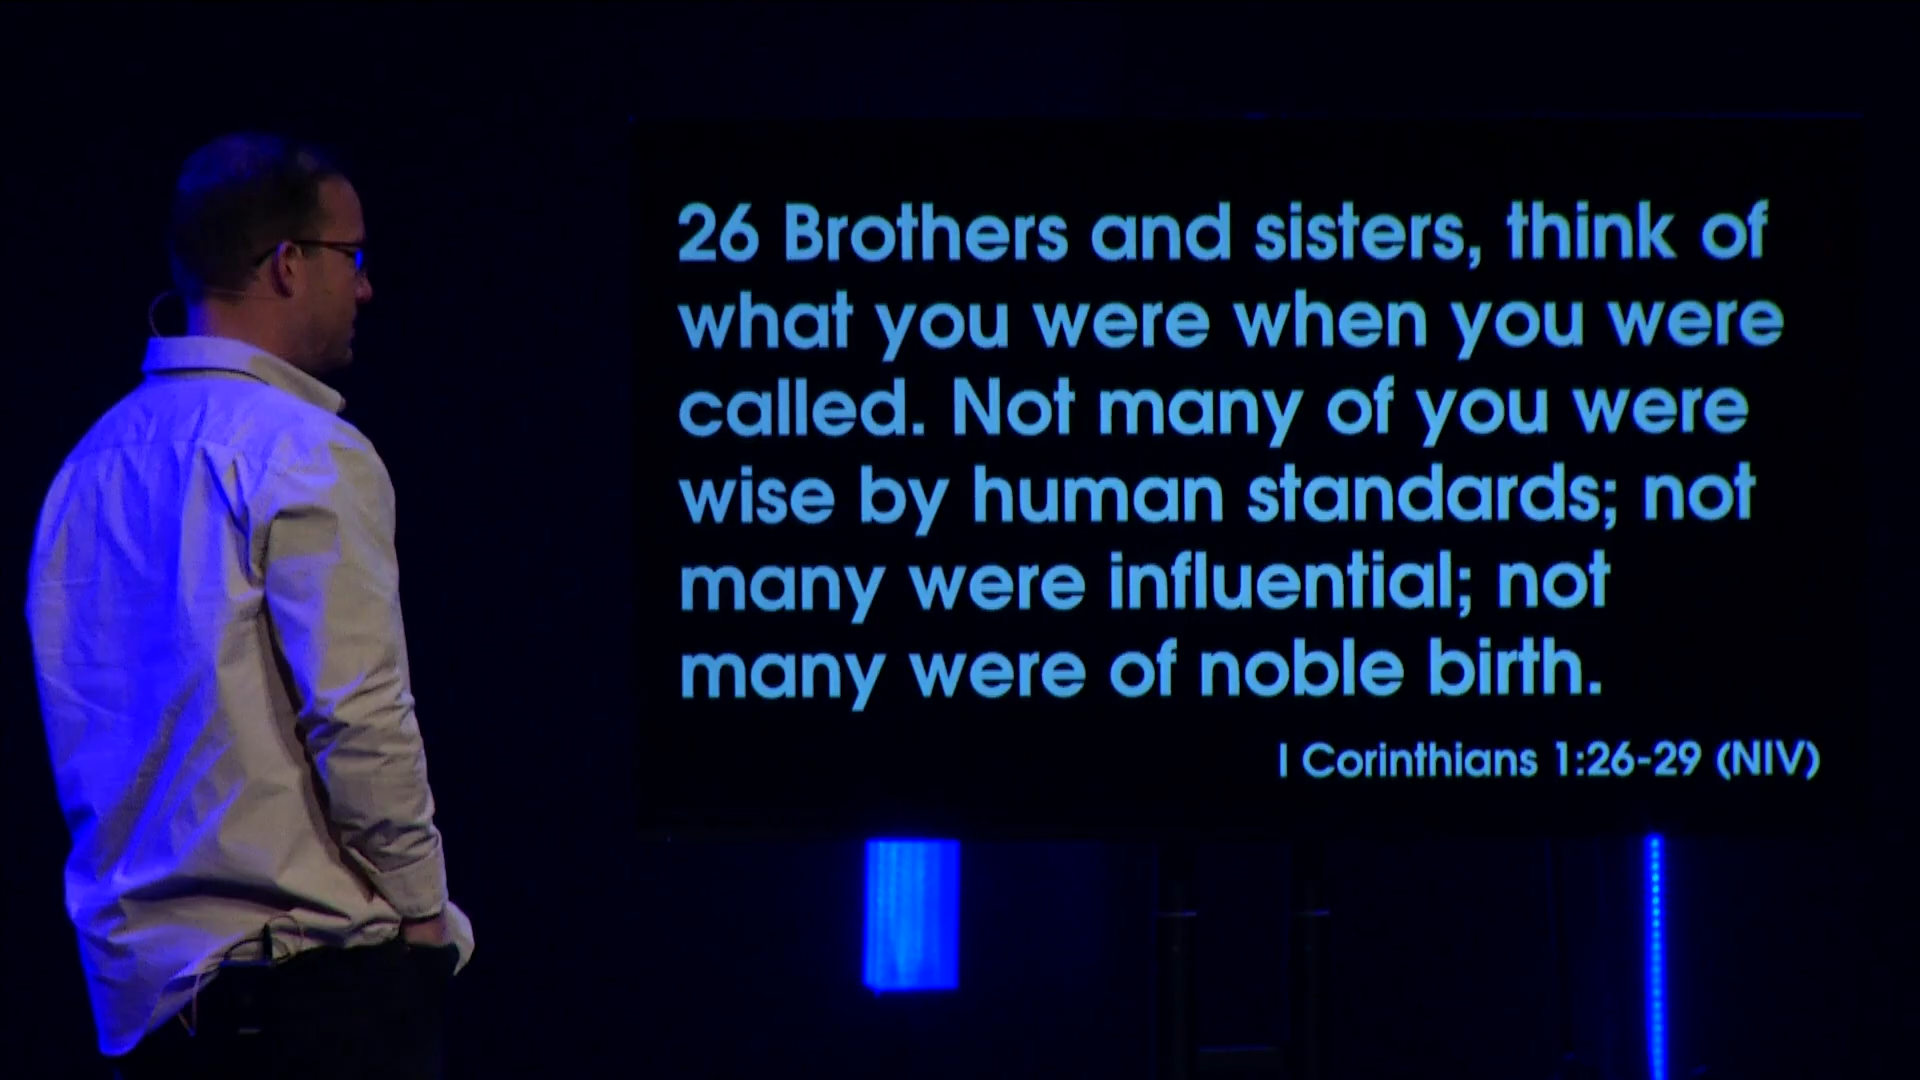 26 Brothers and sisters, think of
what you were when you were
called. Not many of you were
wise by human standards; not
many were influential; not
many were of noble birth.
I Corinthians 1:26-29 (NIV)